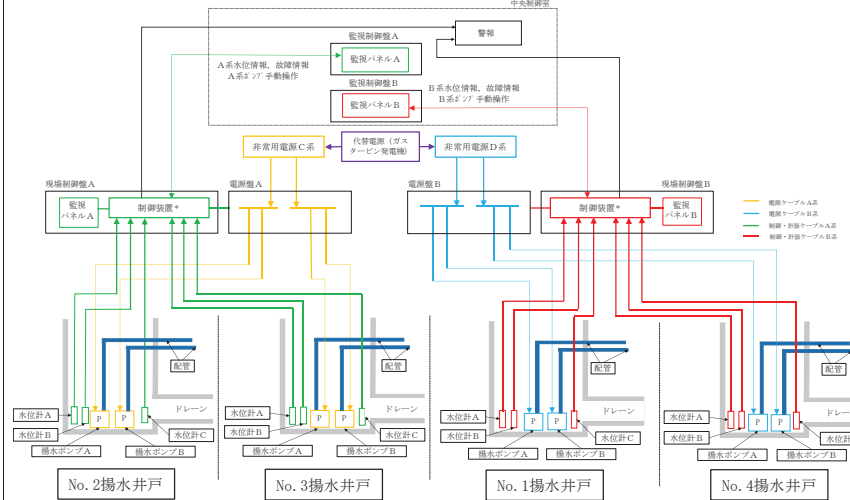 中央制御室
監視制御盤A
警報
監視パネルA
A系水位情報，故障情報
A系ポンプ手動操作
監視制御盤B
監視パネルB
B系水位情報，故障情報
B系ポンプ手動操作
非常用電源C系
代替電源（ガス
タービン発電機）
非常用電源D系
現場制御盤A
電源盤A
電源盤B
現場制御盤B
監視
パネルA
制御装置*
制御装置*
監視
パネルB
電源ケーブルA系
電源ケーブルB系
制御・計装ケーブルA系
制御・計装ケーブルB系
配管
配管
配管
配管
水位計A
P
P
ドレーン
水位計B
水位計C
揚水ポンプA
揚水ポンプB
水位計A
P
P
ドレーン
水位計B
水位計C
揚水ポンプA
揚水ポンプB
水位計A
P
P
ドレーン
水位計B
水位計C
揚水ポンプA
揚水ポンプB
水位計A
P
P
ドレー
水位計B
水位計
揚水ポンプA
揚水ポンプB
No.2揚水井戸
No.3揚水井戸
No.1揚水井戸
No.4揚水井戸